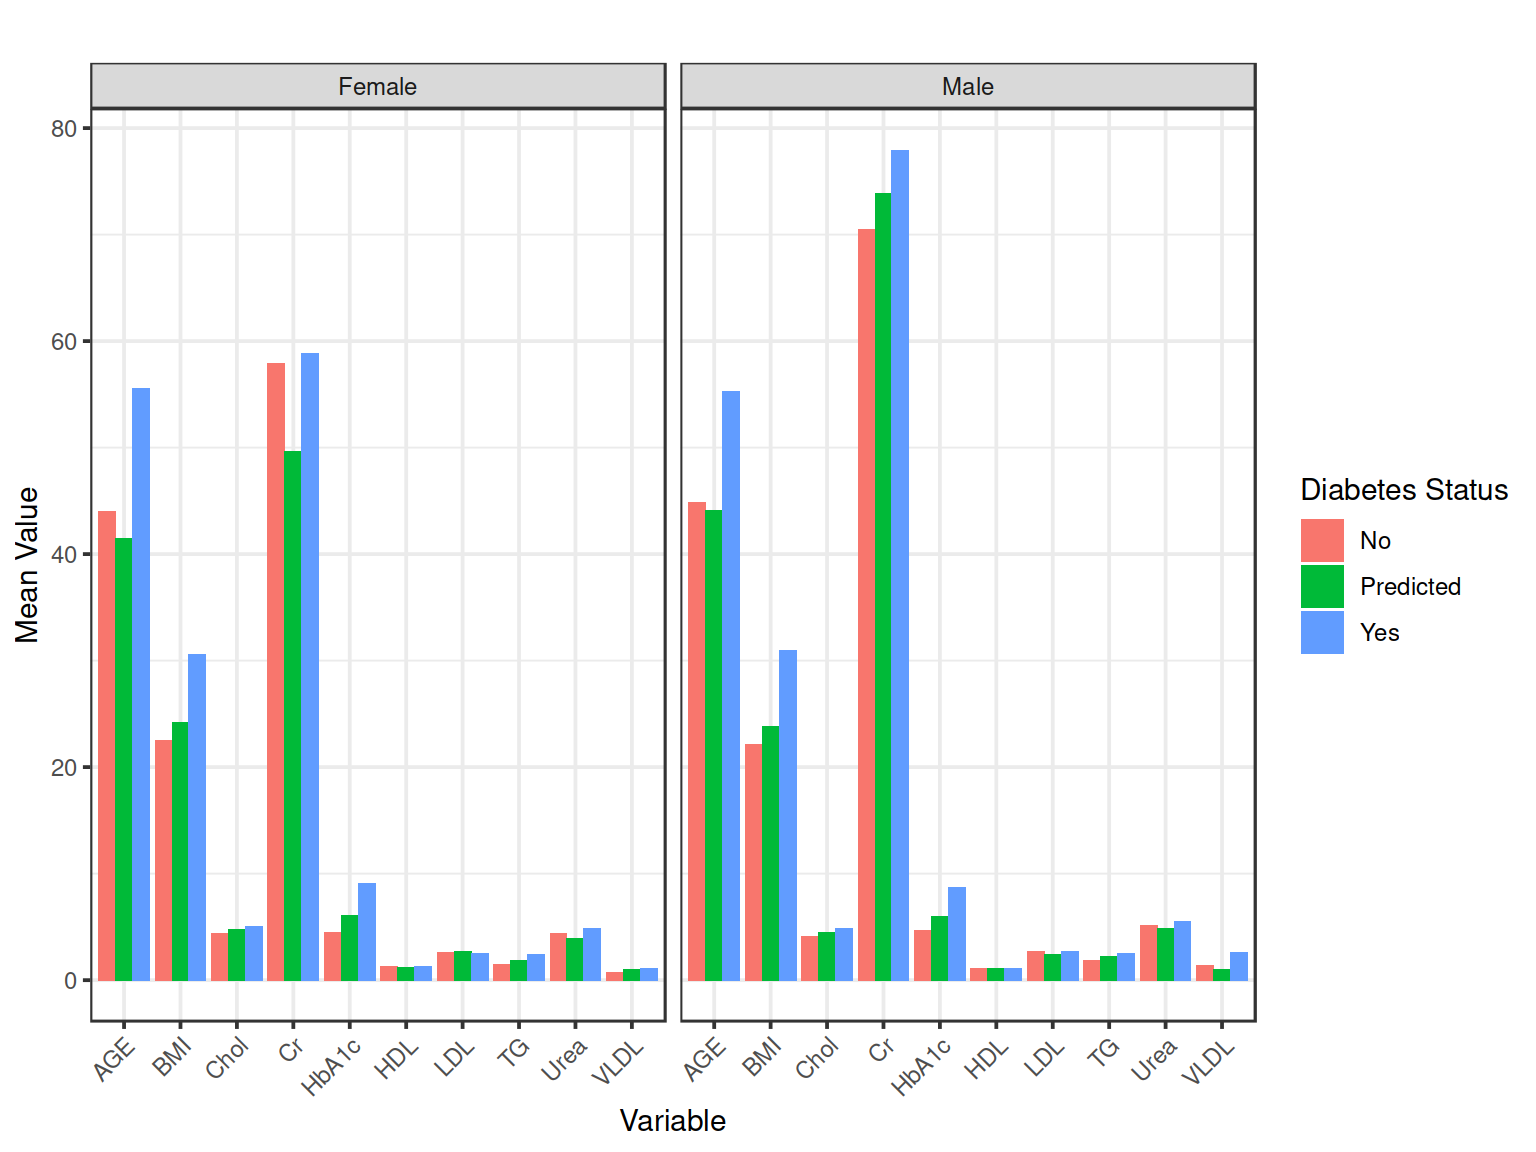 Female
Male
80
60
40
20
0
Mean Value
AGE
BMI
Chol
Cr
HbA1c
HDL
LDL
TG
Urea
VLDL
AGE
BMI
Chol
Cr
HbA1c
HDL
LDL
TG
Urea
VLDL
Variable
Diabetes Status
No
Predicted
Yes